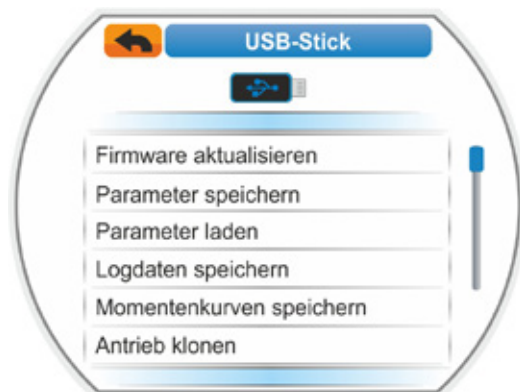 USB-Stick
Firmware aktualisieren
Parameter speichern
Parameter laden
Logdaten speichern
Momentenkurven speichern
Antrieb klonen